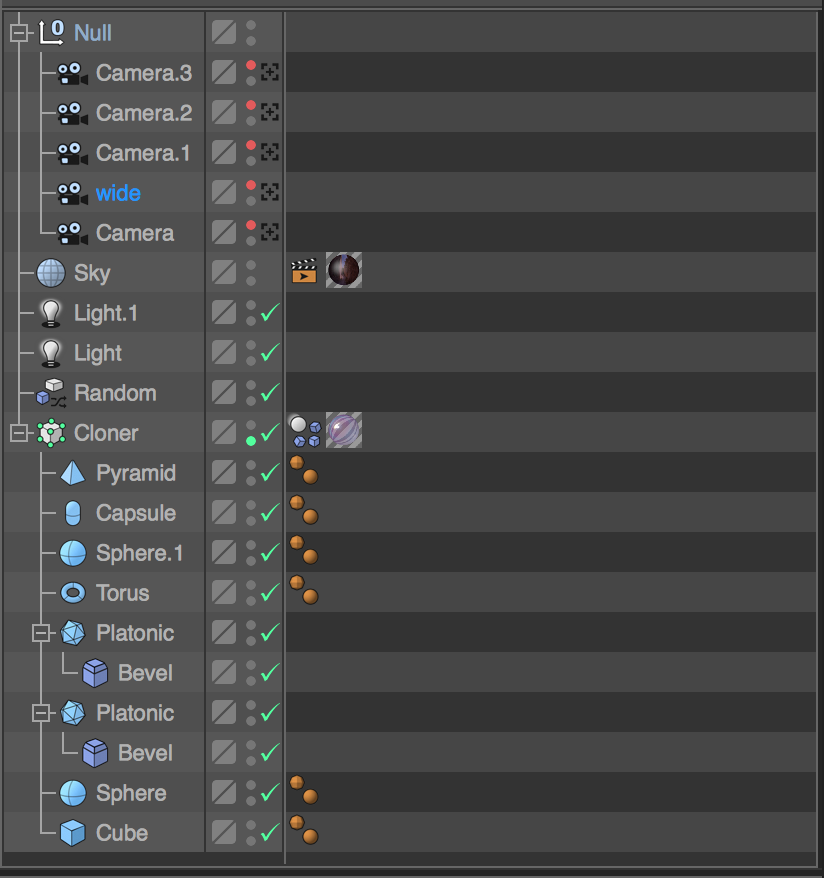 Null
Camera.3
Camera.2
Camera.1
wide
Camera
Sky
Light.1
Light
Random
Cloner
Pyramid
Capsule
Sphere.1
Torus
Platonic
Bevel
Platonic
Bevel
Sphere
Cube